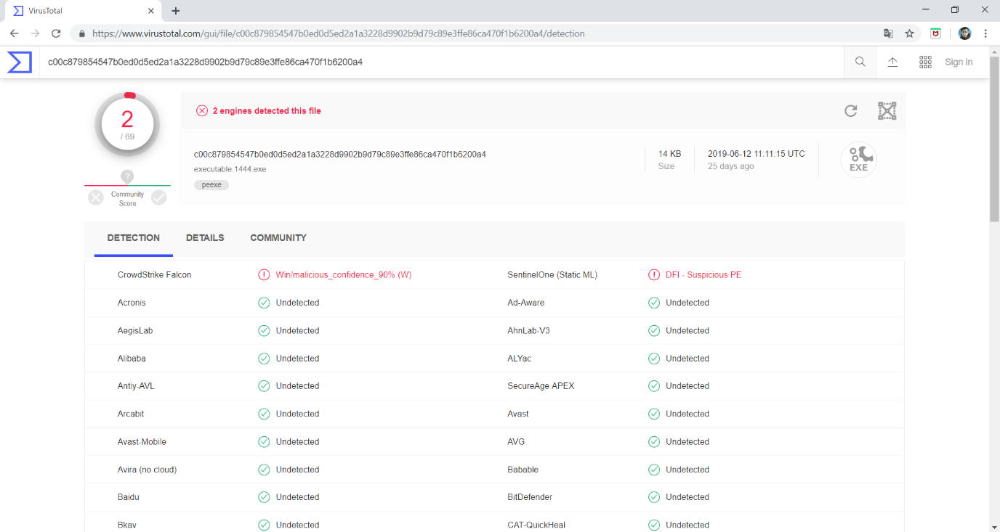 VirusTotal
https://www.virustotal.com/gui/file/c00c879854547b0ed0d5ed2a1a3228d9902b9d79c89e3ffe86ca470f1b6200a4/detection
c00c879854547b0ed0d5ed2a1a3228d9902b9d79c89e3ffe86ca470f1b6200a4
Sign in
2
/ 69
?
Community
Score
2 engines detected this file
c00c879854547b0ed0d5ed2a1a3228d9902b9d79c89e3ffe86ca470f1b6200a4
executable.1444.exe
peexe
14 KB
Size
2019-06-12 11:11:15 UTC
25 days ago
EXE
DETECTION DETAILS COMMUNITY
CrowdStrike Falcon Win/malicious_confidence_90% (W) SentinelOne (Static ML) DFI - Suspicious PE
Acronis Undetected Ad-Aware Undetected
AegisLab Undetected AhnLab-V3 Undetected
Alibaba Undetected ALYac Undetected
Antiy-AVL Undetected SecureAge APEX Undetected
Arcabit Undetected Avast Undetected
Avast-Mobile Undetected AVG Undetected
Avira (no cloud) Undetected Babable Undetected
Baidu Undetected BitDefender Undetected
Bkav Undetected CAT-QuickHeal Undetected